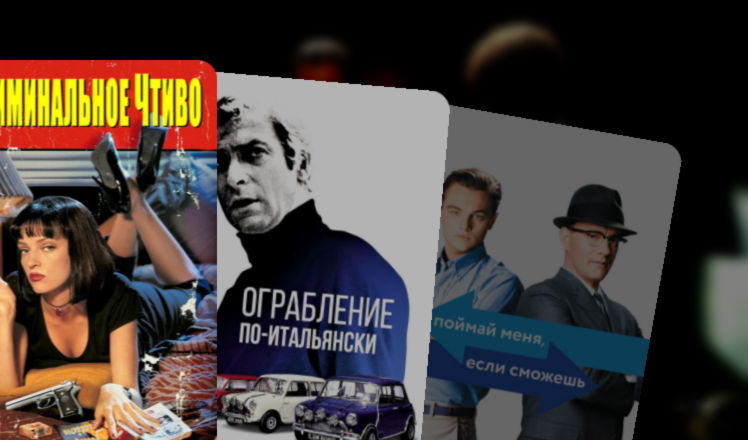 иминальное Чтиво
ОГРАБЛЕНИЕ
ПО-ИТАЛЬЯНСКИ
поймай меня,
если сможешь